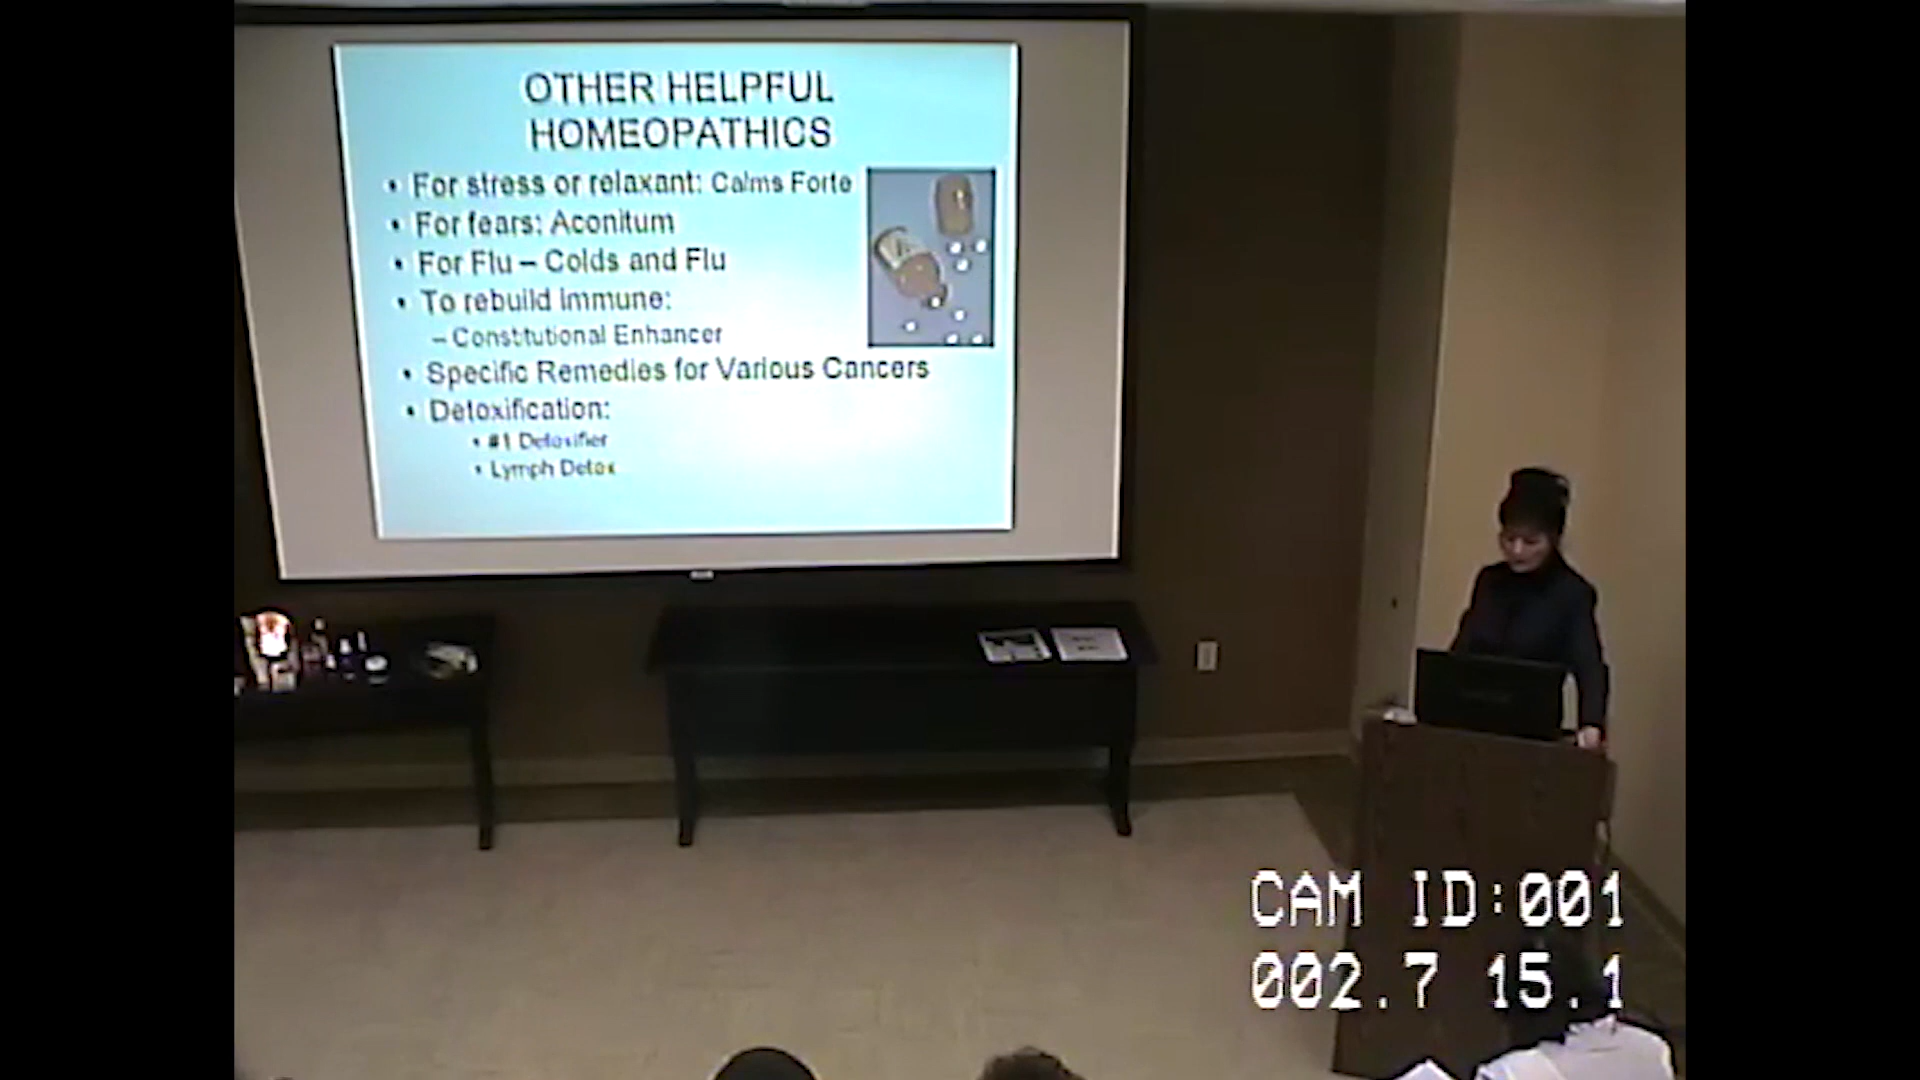 OTHER HELPFUL
HOMEOPATHICS
• For stress or relaxant: Calms Forte
• For fears: Aconitum
• For Flu – Colds and Flu
• To rebuild immune:
– Constitutional Enhancer
• Specific Remedies for Various Cancers
• Detoxification:
• #1 Detoxifier
• Lymph Detox
CAM ID:001
002.7 15.1